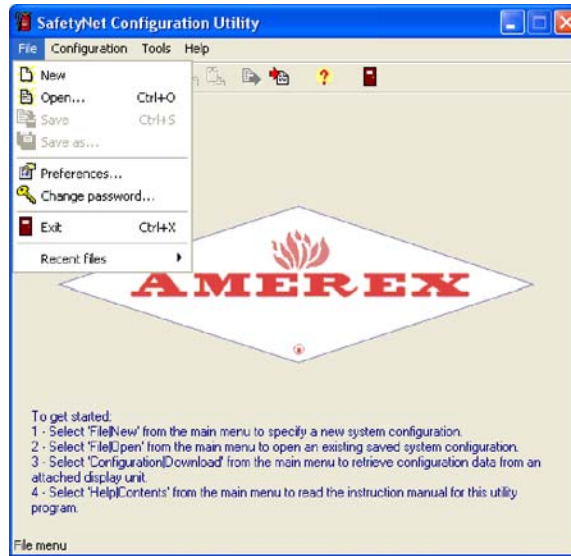 SafetyNet Configuration Utility
File Configuration Tools Help
New
Open... Ctrl+O
Save Ctrl+S
Save as...
Preferences...
Change password...
Exit Ctrl+X
Recent files
AMEREX
®
To get started:
1 - Select 'File|New' from the main menu to specify a new system configuration.
2 - Select 'File|Open' from the main menu to open an existing saved system configuration.
3 - Select 'Configuration|Download' from the main menu to retrieve configuration data from an
attached display unit.
4 - Select 'Help|Contents' from the main menu to read the instruction manual for this utility
program.
File menu